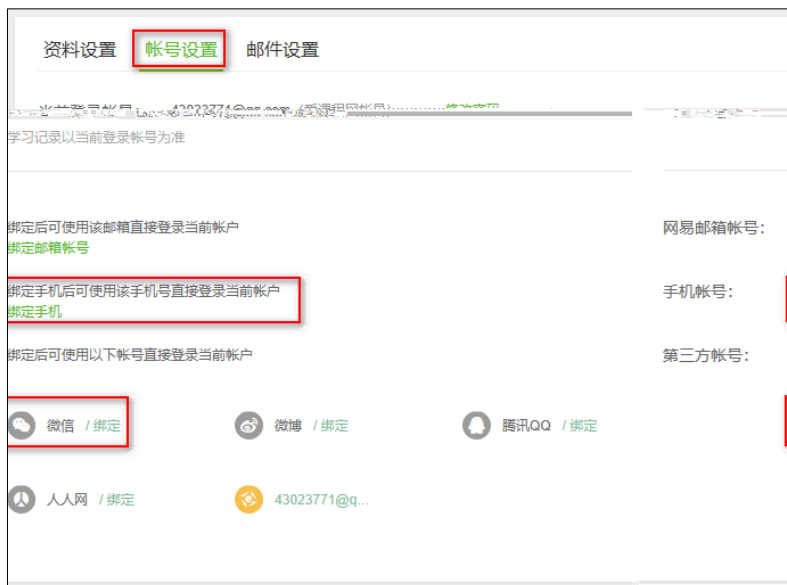 资料设置 帐号设置 邮件设置
学习记录以当前登录帐号为准
绑定后可使用该邮箱直接登录当前帐户
网易邮箱帐号：
绑定邮箱帐号
绑定手机后可使用该手机号直接登录当前帐户
手机帐号：
绑定手机
绑定后可使用以下帐号直接登录当前帐户
第三方帐号：
微信 / 绑定 微博 / 绑定 腾讯QQ / 绑定
人人网 / 绑定 43023771@q...